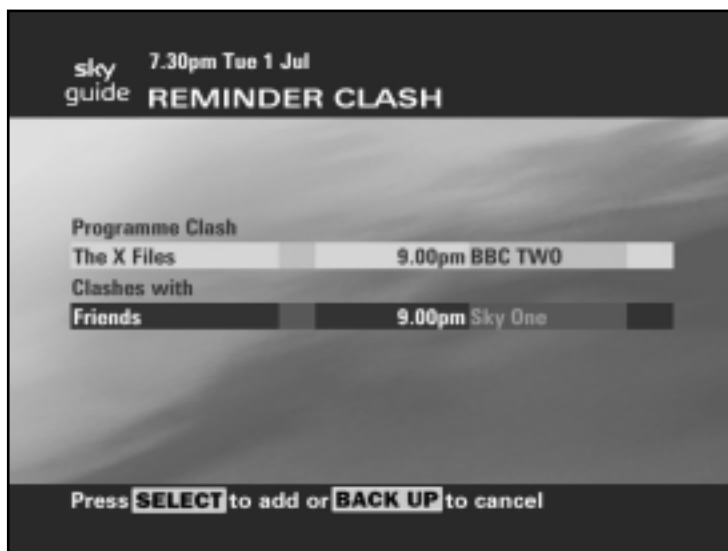 sky 7.30pm Tue 1 Jul
guide REMINDER CLASH
Programme Clash
The X Files 9.00pm BBC TWO
Clashes with
Friends 9.00pm Sky One
Press SELECT to add or BACK UP to cancel